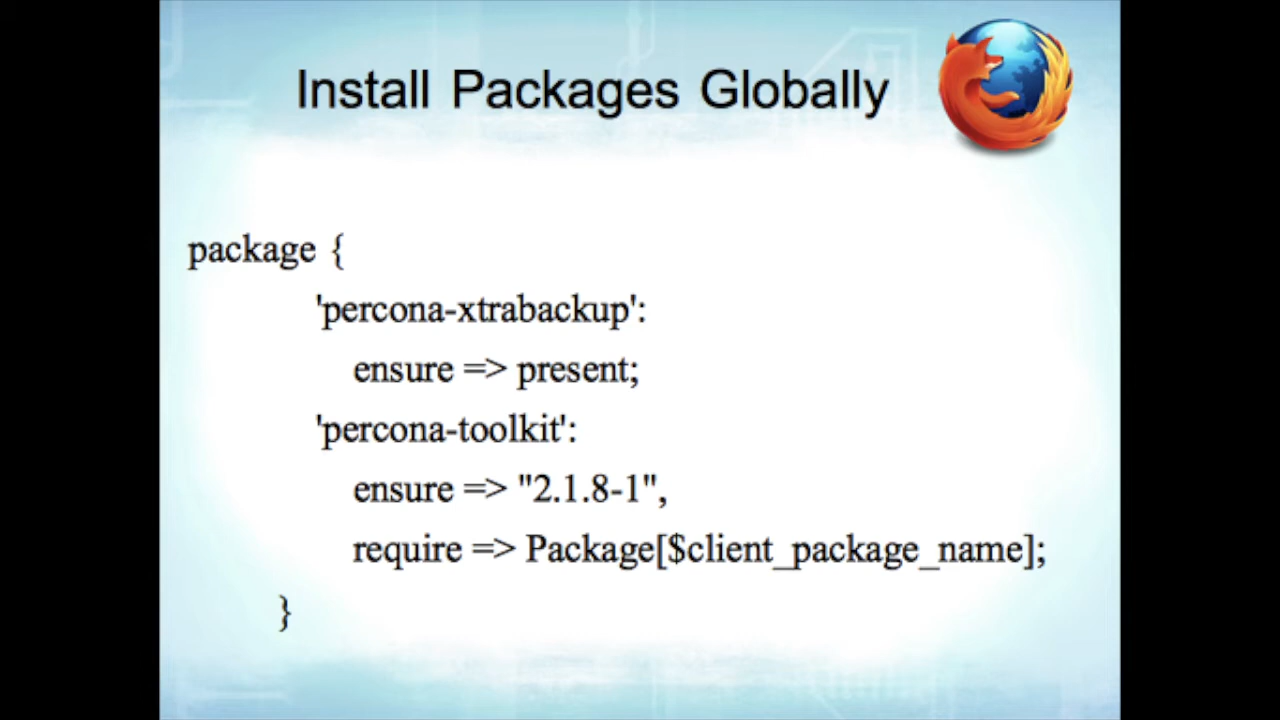 Install Packages Globally
package {
'percona-xtrabackup':
ensure => present;
'percona-toolkit':
ensure => "2.1.8-1",
require => Package[$client_package_name];
}